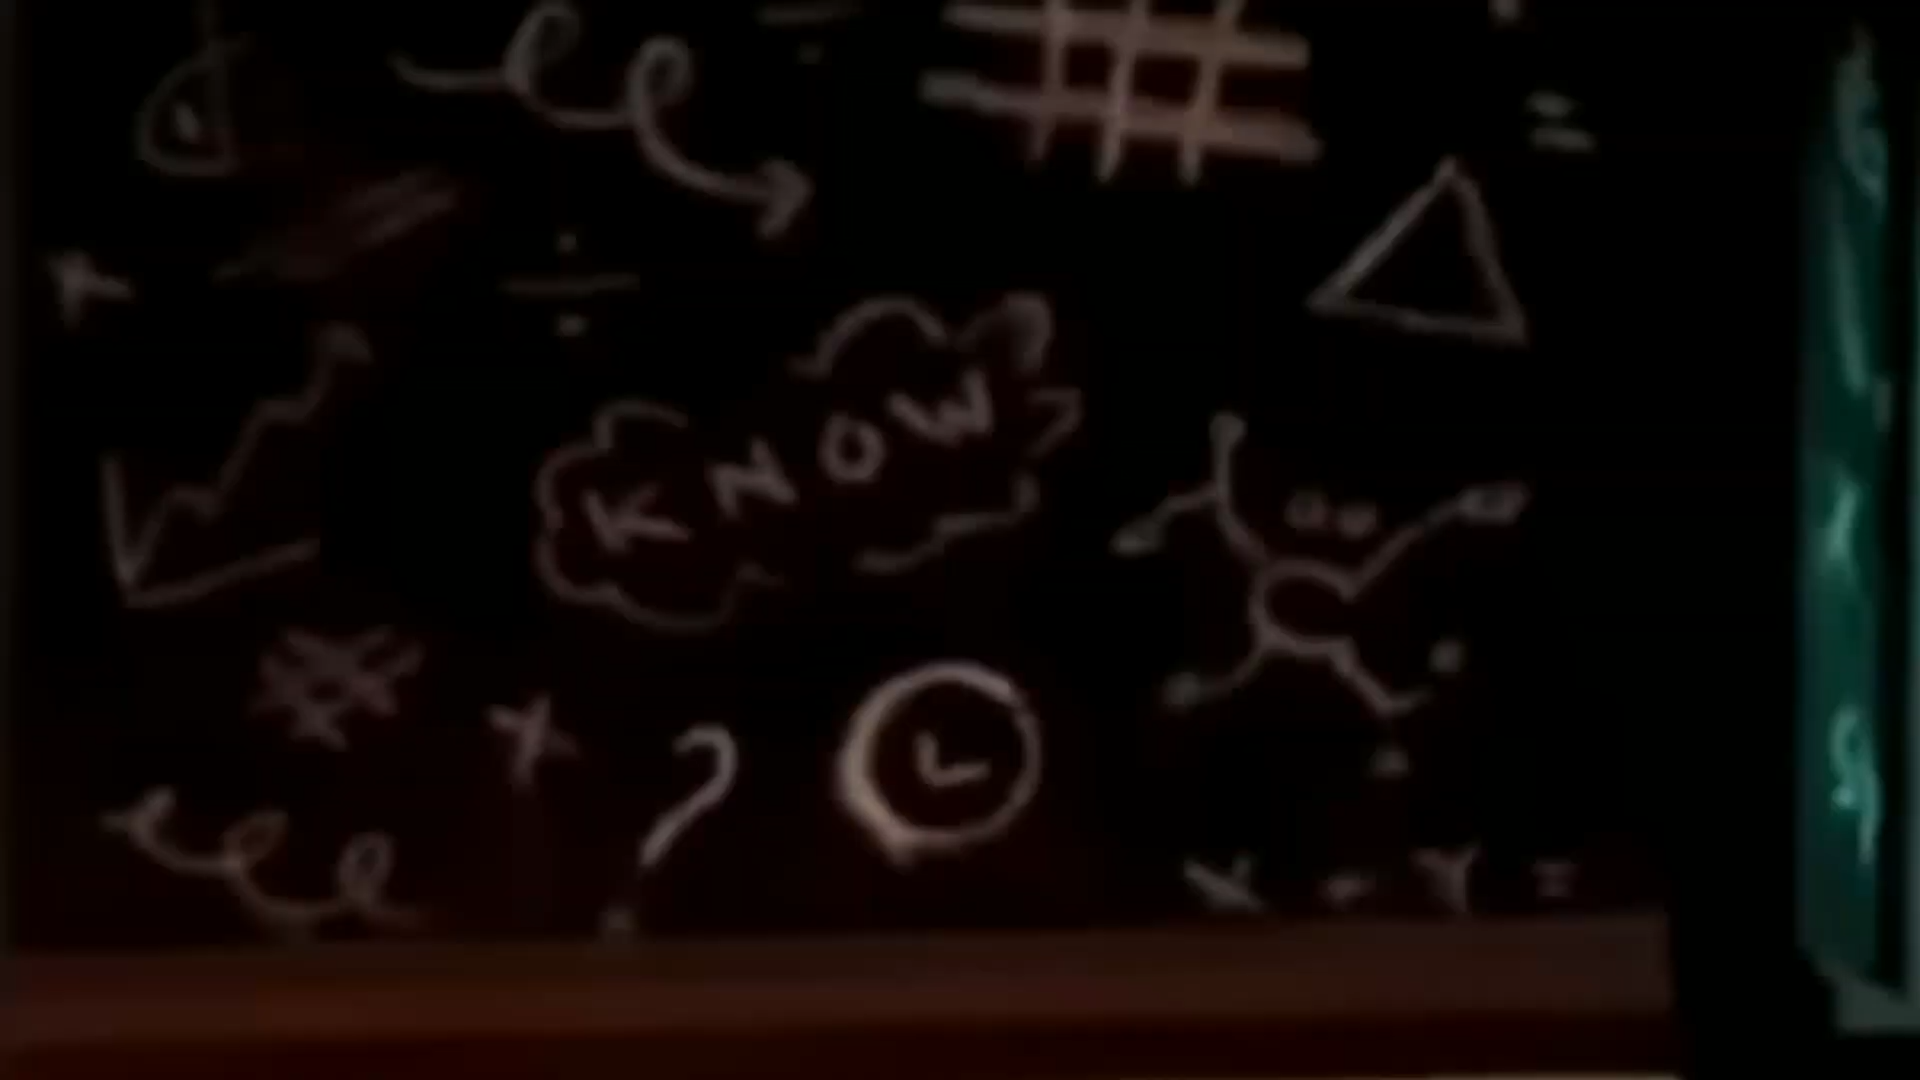 ÷
=
÷
KNOW
?
X + Y =